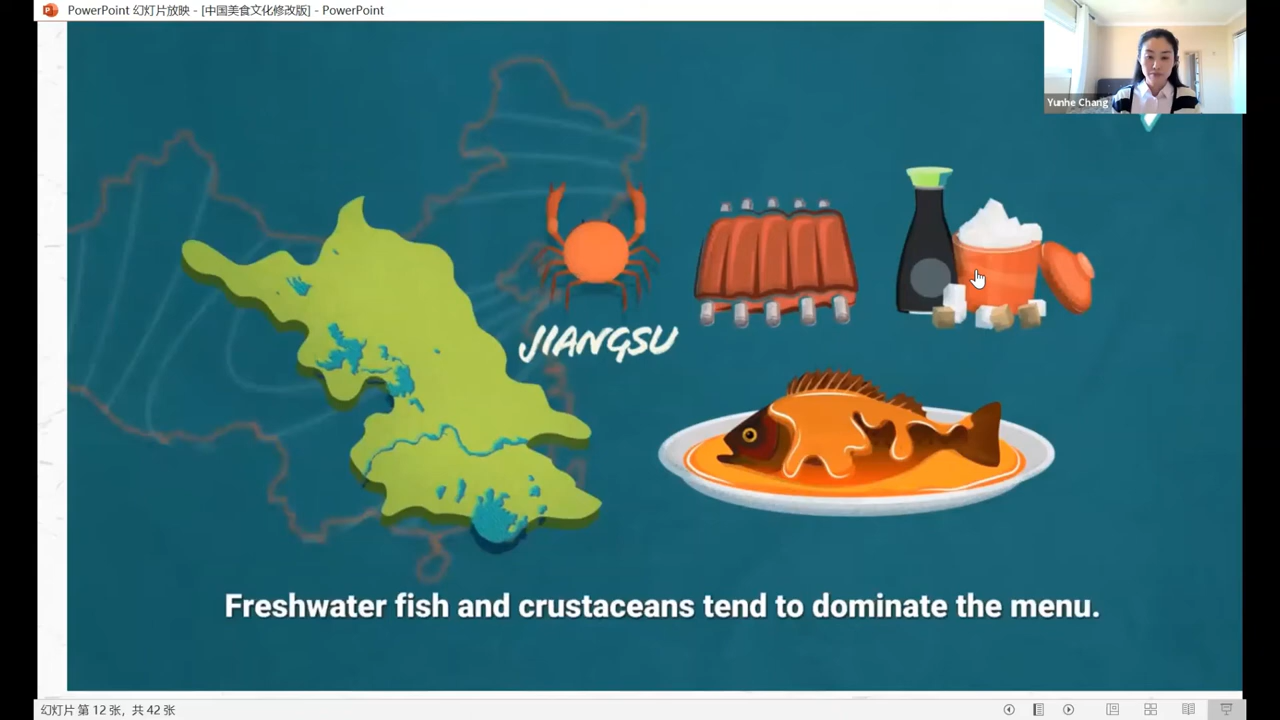 PowerPoint 幻灯片放映 - [中国美食文化修改版] - PowerPoint
Yunhe Chang
JIANGSU
Freshwater fish and crustaceans tend to dominate the menu.
幻灯片 第 12 张，共 42 张